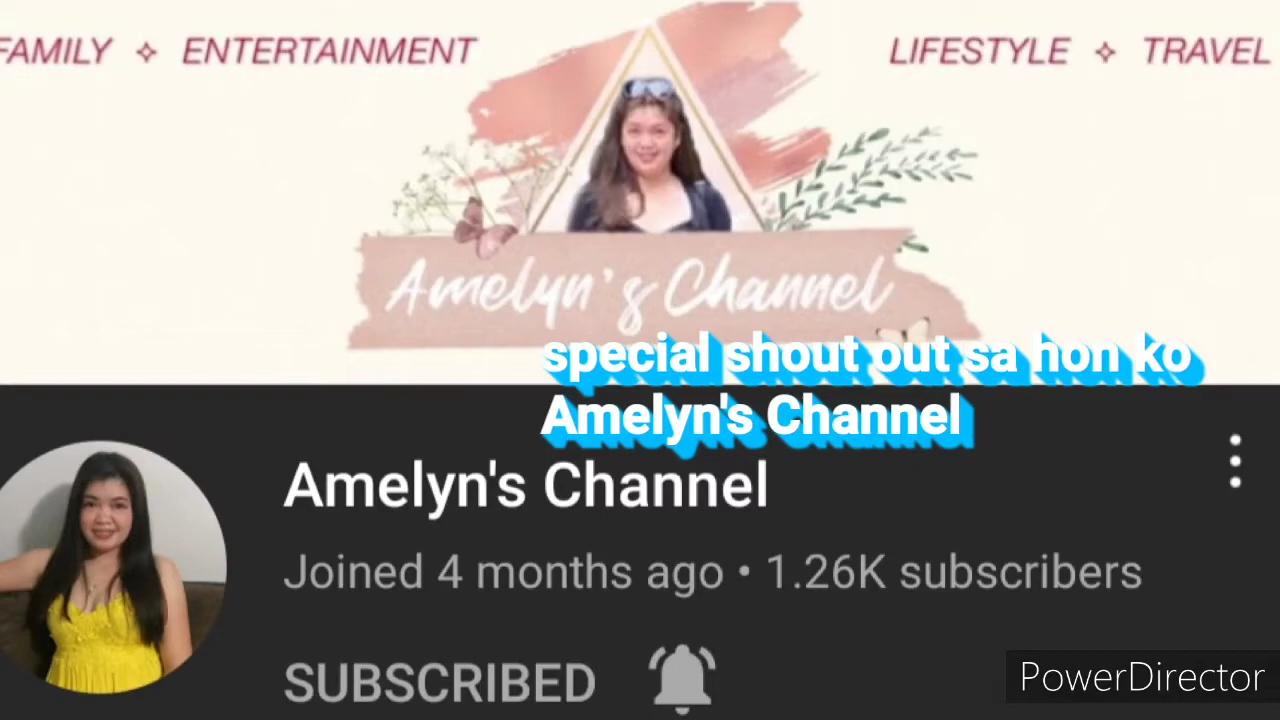 FAMILY ✧ ENTERTAINMENT
LIFESTYLE ✧ TRAVEL
Amelyn's Channel
special shout out sa hon ko
Amelyn's Channel
Amelyn's Channel
Joined 4 months ago • 1.26K subscribers
SUBSCRIBED
PowerDirector